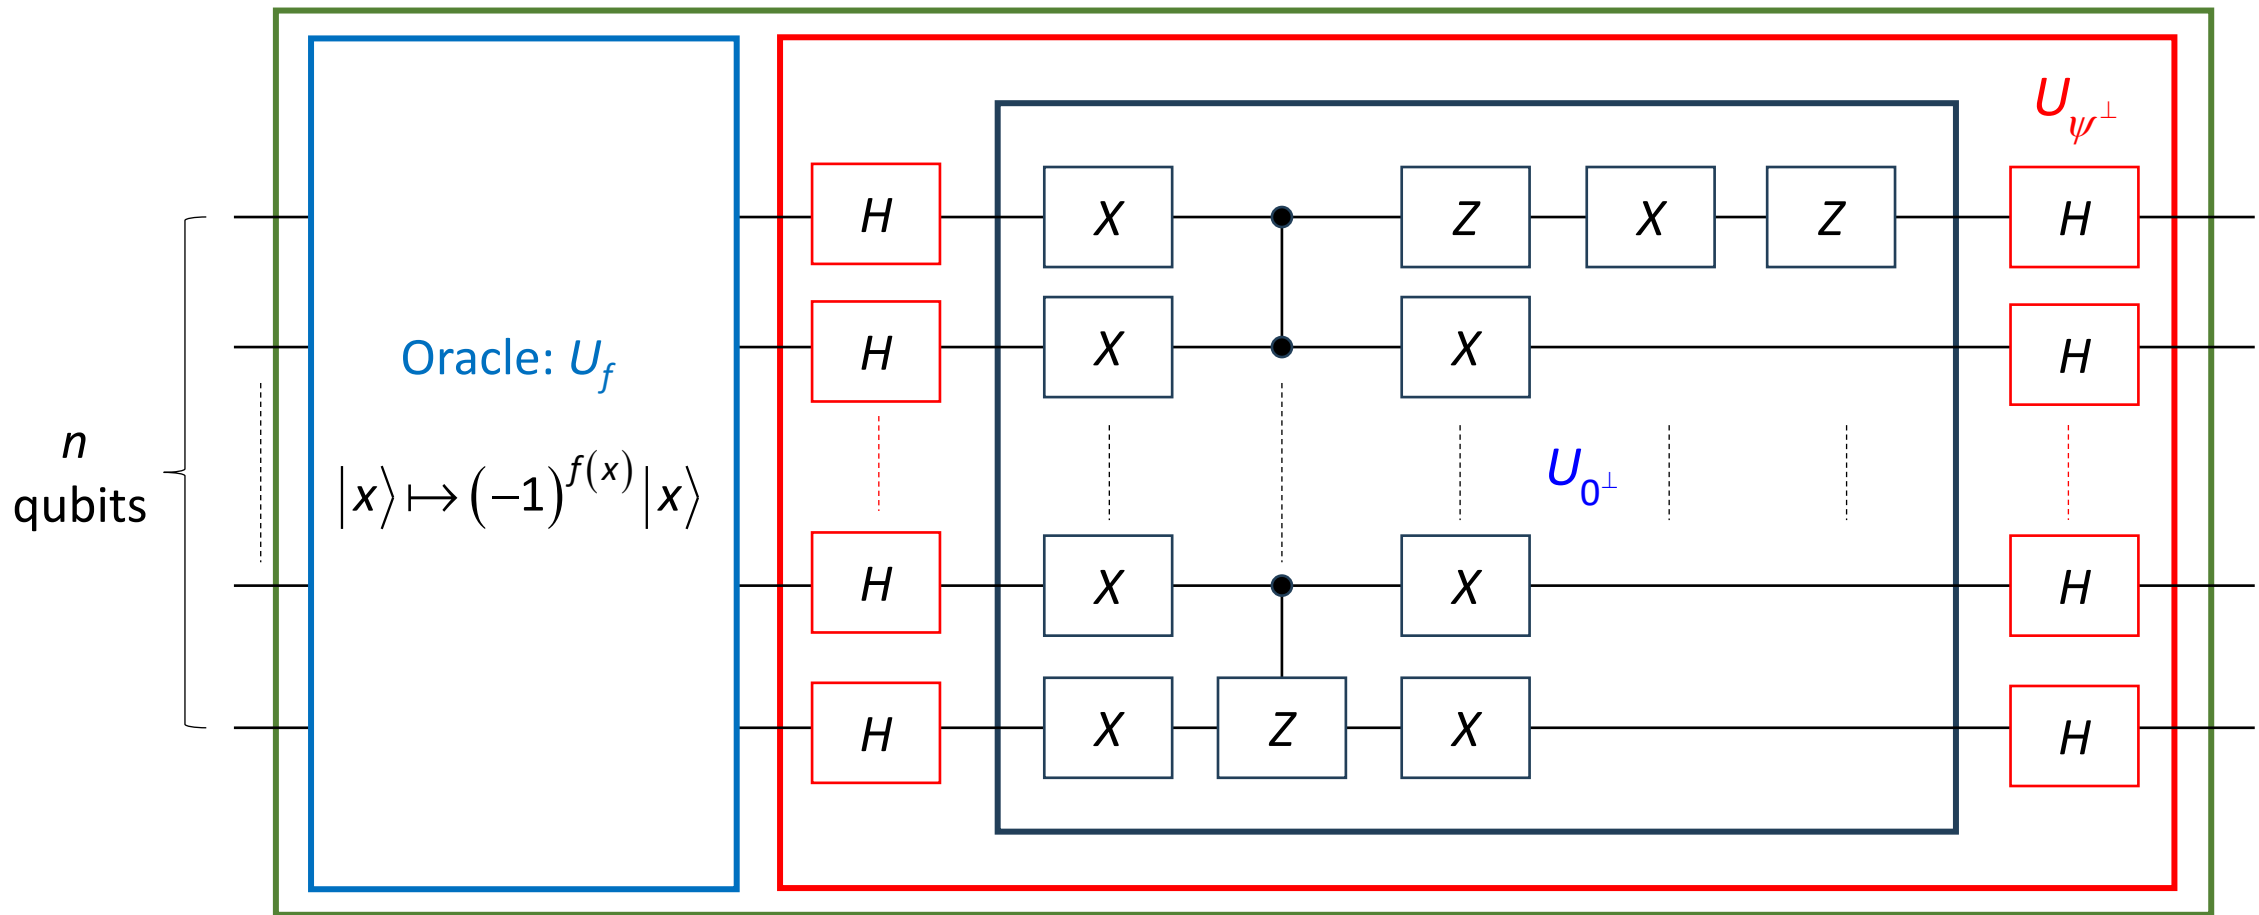 U_ψ⊥
H X Z X Z H
H X X H
Oracle: U_f
n
qubits
|x⟩ ↦ (−1)^f(x) |x⟩
U_0⊥
H X X H
H X Z X H